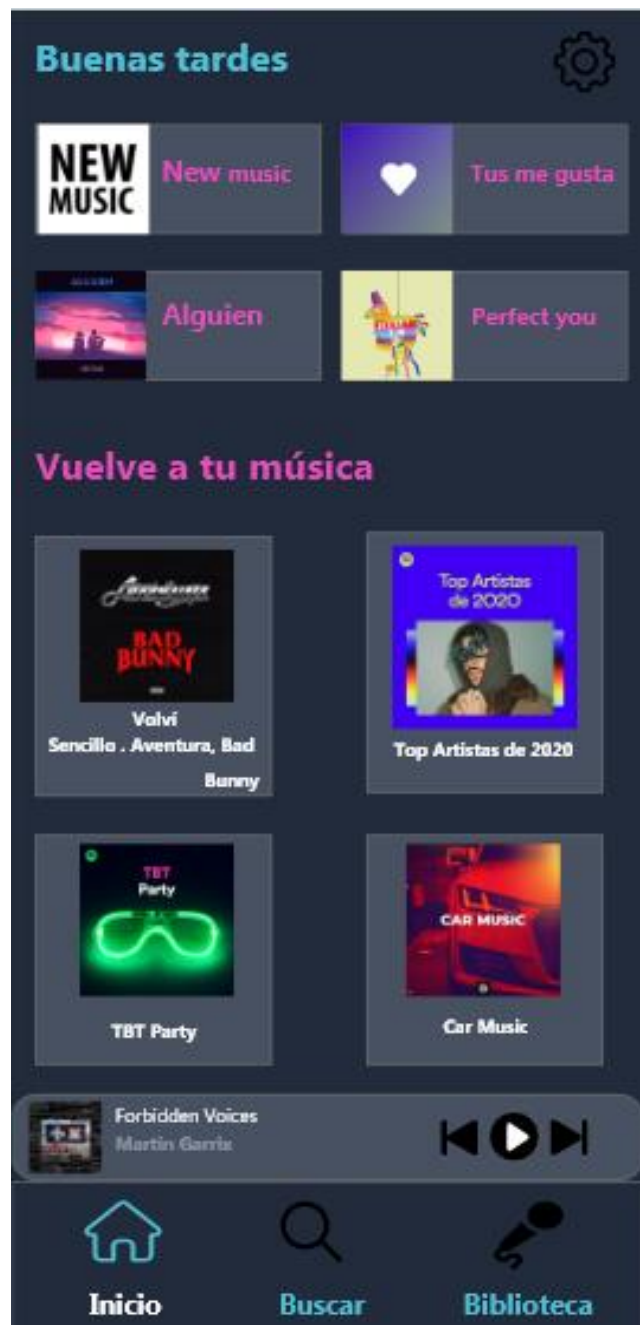 Buenas tardes
NEW
MUSIC
New music
Tus me gusta
Alguien
Perfect you
Vuelve a tu música
BAD
BUNNY
Volví
Sencillo . Aventura, Bad
Bunny
Top Artistas
de 2020
Top Artistas de 2020
TBT
Party
TBT Party
CAR MUSIC
Car Music
Forbidden Voices
Martin Garrix
Inicio
Buscar
Biblioteca